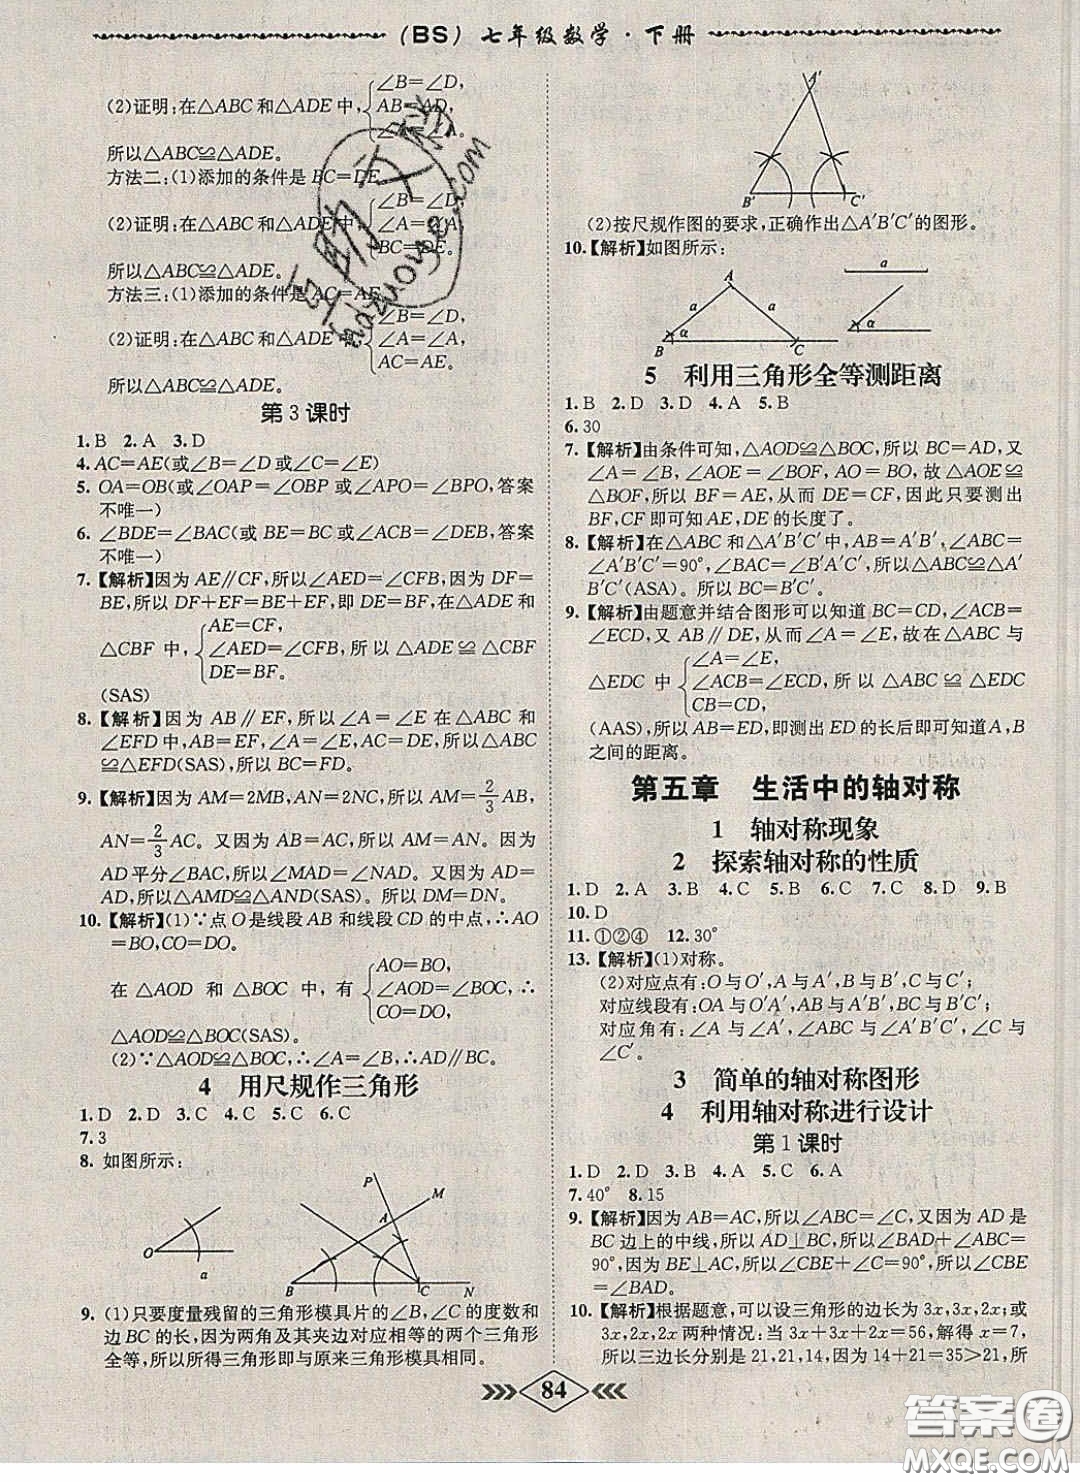 (BS) 七年级数学·下册
∠B=∠D,
(2)证明:在△ABC和△ADE中, AB=AD,
∠A=∠A。
所以△ABC≌△ADE。
方法二:(1)添加的条件是BC=DE
∠B=∠D,
(2)证明:在△ABC和△ADE中, ∠A=∠A,
BC=DE。
所以△ABC≌△ADE。
方法三:(1)添加的条件是AC=AE
∠B=∠D,
(2)证明:在△ABC和△ADE中 ∠A=∠A,
AC=AE。
所以△ABC≌△ADE。
第3课时
1.B 2.A 3.D
4.AC=AE(或∠B=∠D或∠C=∠E)
5.OA=OB(或∠OAP=∠OBP或∠APO=∠BPO,答案
不唯一)
6.∠BDE=∠BAC(或BE=BC或∠ACB=∠DEB,答案
不唯一)
7.【解析】因为AE∥CF,所以∠AED=∠CFB,因为DF=
BE,所以DF+EF=BE+EF,即DE=BF,在△ADE和
AE=CF,
△CBF中, ∠AED=∠CFB,所以△ADE≌△CBF
DE=BF。
(SAS)
8.【解析】因为AB∥EF,所以∠A=∠E在△ABC和
△EFD中,AB=EF,∠A=∠E,AC=ED,所以△ABC
≌△EFD(SAS),所以BC=FD。
9.【解析】因为AM=2MB,AN=2NC,所以AM=2/3AB,
AN=2/3AC。又因为AB=AC,所以AM=AN。因为
AD平分∠BAC,所以∠MAD=∠NAD。又因为AD=
AD,所以△AMD≌△AND(SAS)。所以DM=DN。
10.【解析】(1)∵点O是线段AB和线段CD的中点,∴AO
=BO,CO=DO。
AO=BO,
在△AOD和△BOC中,有 ∠AOD=∠BOC,∴
CO=DO,
△AOD≌△BOC(SAS)。
(2)∵△AOD≌△BOC,∴∠A=∠B,∴AD∥BC。
4 用尺规作三角形
1.D 2.D 3.C 4.C 5.C 6.C
7.3
8.如图所示:
O a
P M A B C N
9.(1)只要度量残留的三角形模具片的∠B,∠C的度数和
边BC的长,因为两角及其夹边对应相等的两个三角形
全等,所以所得三角形即与原来三角形模具相同。
A′
B′ C′
(2)按尺规作图的要求,正确作出△A′B′C′的图形。
10.【解析】如图所示:
A a
a a
α α
B C
5 利用三角形全等测距离
1.B 2.D 3.D 4.A 5.B
6.30
7.【解析】由条件可知,△AOD≌△BOC,所以BC=AD,又
∠A=∠B,∠AOE=∠BOF,AO=BO,故△AOE≌
△BOF,所以BF=AE,从而DE=CF,因此只要测出
BF,CF即可知AE,DE的长度了。
8.【解析】在△ABC和△A′B′C′中,AB=A′B′,∠ABC=
∠A′B′C′=90°,∠BAC=∠B′A′C′,所以△ABC≌△A′
B′C′(ASA)。所以BC=B′C′。
9.【解析】由题意并结合图形可以知道BC=CD,∠ACB=
∠ECD,又AB∥DE,从而∠A=∠E,故在△ABC与
∠A=∠E,
△EDC中 ∠ACB=∠ECD,所以△ABC≌△EDC
CB=CD,
(AAS),所以AB=ED,即测出ED的长后即可知道A,B
之间的距离。
第五章 生活中的轴对称
1 轴对称现象
2 探索轴对称的性质
1.D 2.A 3.B 4.C 5.B 6.C 7.C 8.D 9.B
10.D
11.①②④ 12.30°
13.【解析】(1)对称。
(2)对应点有:O与O′,A与A′,B与B′,C与C′;
对应线段有:OA与O′A′,AB与A′B′,BC与B′C′;
对应角有:∠A与∠A′,∠ABC与∠A′B′C′,∠C与
∠C′。
3 简单的轴对称图形
4 利用轴对称进行设计
第1课时
1.D 2.D 3.B 4.A 5.C 6.A
7.40° 8.15
9.【解析】因为AB=AC,所以∠ABC=∠C,又因为AD是
BC边上的中线,所以AD⊥BC,所以∠BAD+∠ABC=
90°,因为BE⊥AC,所以∠CBE+∠C=90°,所以∠CBE
=∠BAD。
10.【解析】根据题意,可以设三角形的边长为3x,3x,2x;或
3x,2x,2x两种情况:当3x+3x+2x=56,解得x=7,
所以三边长分别是21,21,14。因为14+21=35>21,所
84
答案圈
MXQE.COM